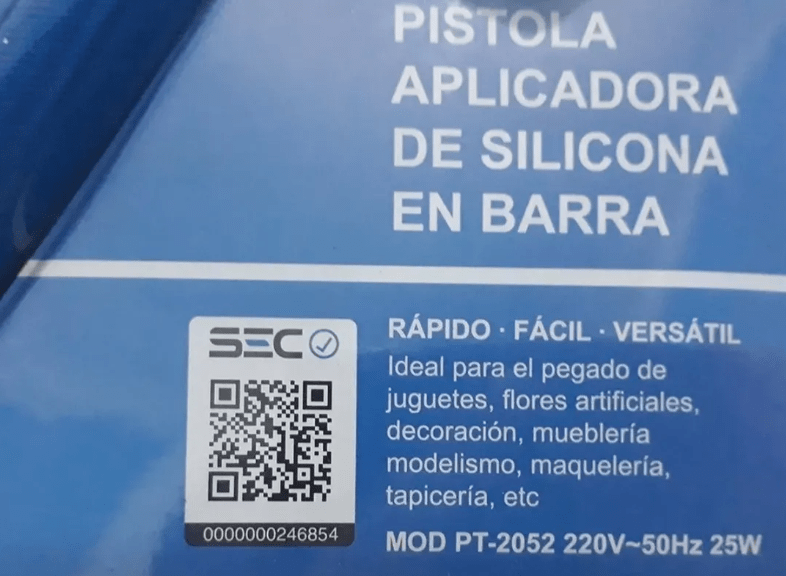 PISTOLA
APLICADORA
DE SILICONA
EN BARRA
SEC
0000000246854
RÁPIDO · FÁCIL · VERSÁTIL
Ideal para el pegado de
juguetes, flores artificiales,
decoración, mueblería
modelismo, maquelería,
tapicería, etc
MOD PT-2052 220V~50Hz 25W